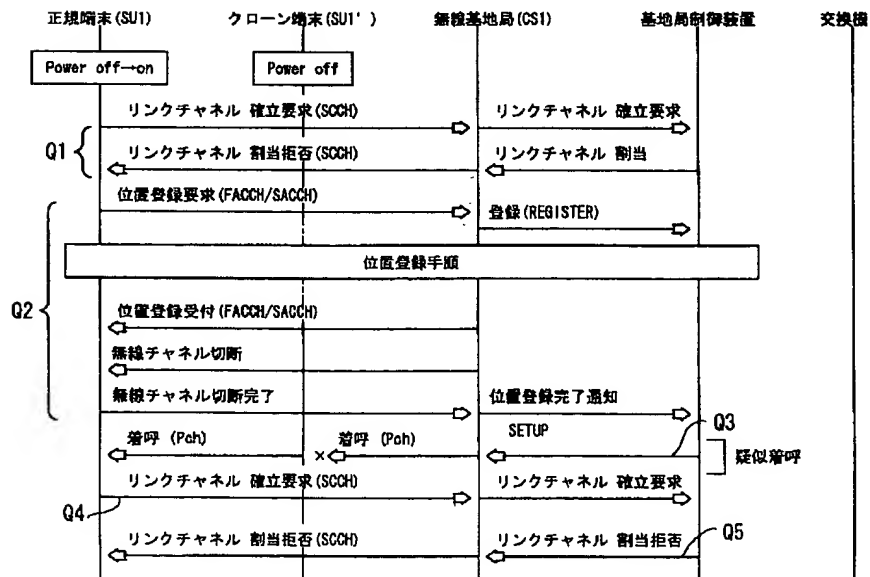 正規端末(SU1) クローン端末(SU1') 無線基地局(CS1) 基地局制御装置 交換機
Power off→on Power off
リンクチャネル 確立要求(SCCH) リンクチャネル 確立要求
Q1 リンクチャネル 割当拒否(SCCH) リンクチャネル 割当
位置登録要求(FACCH/SACCH) 登録(REGISTER)
位置登録手順
Q2 位置登録受付(FACCH/SACCH)
無線チャネル切断
無線チャネル切断完了 位置登録完了通知
着呼 (Pch) × 着呼 (Pch) SETUP Q3 疑似着呼
リンクチャネル 確立要求(SCCH) リンクチャネル 確立要求
Q4
リンクチャネル 割当拒否(SCCH) リンクチャネル 割当拒否 Q5